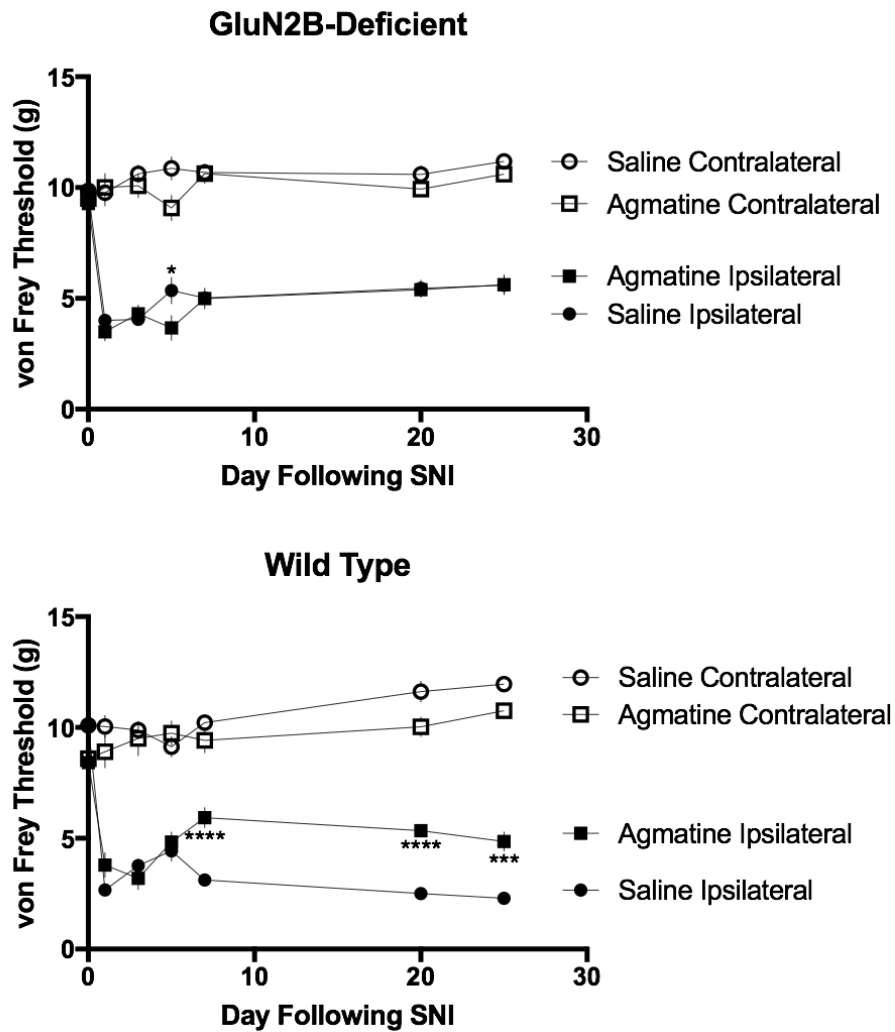 GluN2B-Deficient
von Frey Threshold (g)
15
10
5
0
*
0 10 20 30
Day Following SNI
Saline Contralateral
Agmatine Contralateral
Agmatine Ipsilateral
Saline Ipsilateral
Wild Type
von Frey Threshold (g)
15
10
5
0
****
****
***
0 10 20 30
Day Following SNI
Saline Contralateral
Agmatine Contralateral
Agmatine Ipsilateral
Saline Ipsilateral